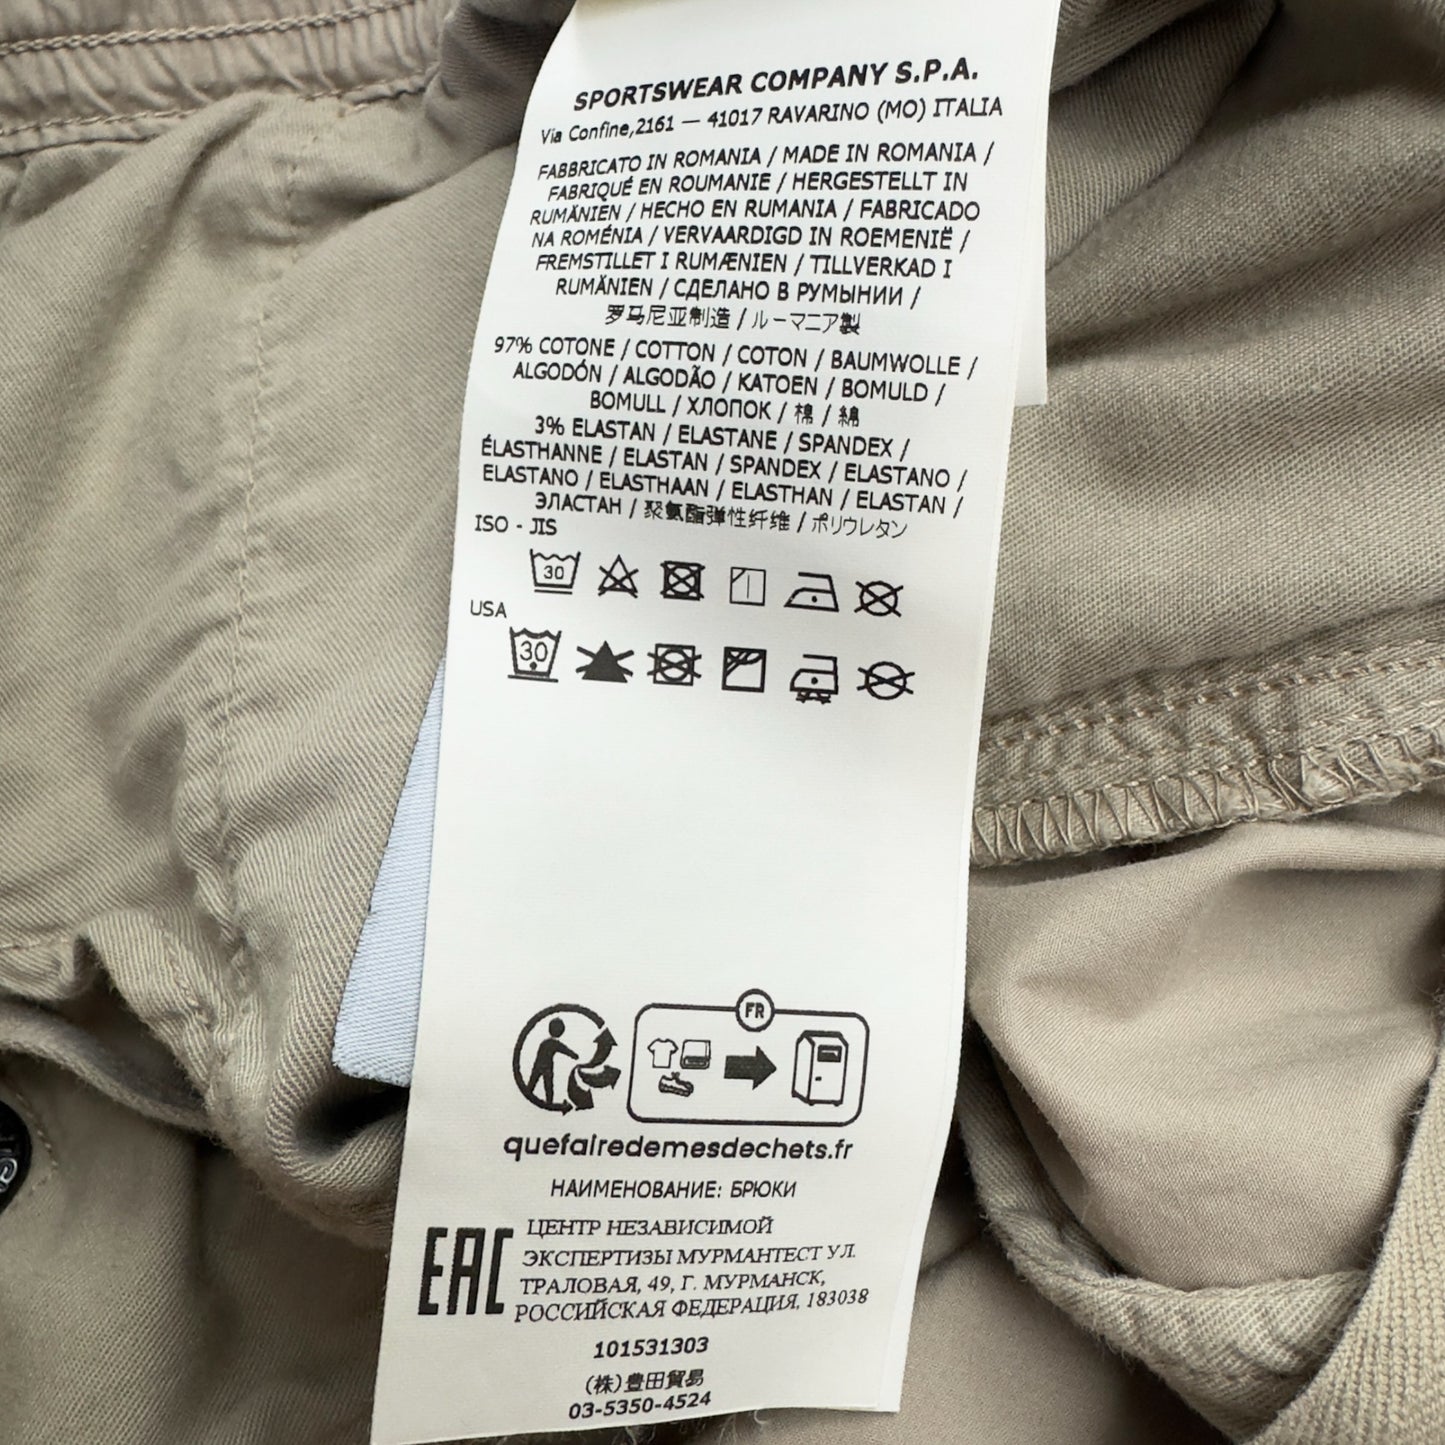 SPORTSWEAR COMPANY S.P.A.
Via Confine,2161 — 41017 RAVARINO (MO) ITALIA
FABBRICATO IN ROMANIA / MADE IN ROMANIA /
FABRIQUÉ EN ROUMANIE / HERGESTELLT IN
RUMÄNIEN / HECHO EN RUMANIA / FABRICADO
NA ROMÉNIA / VERVAARDIGD IN ROEMENIË /
FREMSTILLET I RUMÆNIEN / TILLVERKAD I
RUMÄNIEN / СДЕЛАНО В РУМЫНИИ /
罗马尼亚制造 / ルーマニア製
97% COTONE / COTTON / COTON / BAUMWOLLE /
ALGODÓN / ALGODÃO / KATOEN / BOMULD /
BOMULL / ХЛОПОК / 棉 / 綿
3% ELASTAN / ELASTANE / SPANDEX /
ÉLASTHANNE / ELASTAN / SPANDEX / ELASTANO /
ELASTANO / ELASTHAAN / ELASTHAN / ELASTAN /
ЭЛАСТАН / 聚氨酯弹性纤维 / ポリウレタン
ISO - JIS
30
USA
30
FR
quefairedemesdechets.fr
НАИМЕНОВАНИЕ: БРЮКИ
EAC
ЦЕНТР НЕЗАВИСИМОЙ
ЭКСПЕРТИЗЫ МУРМАНТЕСТ УЛ.
ТРАЛОВАЯ, 49, Г. МУРМАНСК,
РОССИЙСКАЯ ФЕДЕРАЦИЯ, 183038
101531303
(株)豊田貿易
03-5350-4524